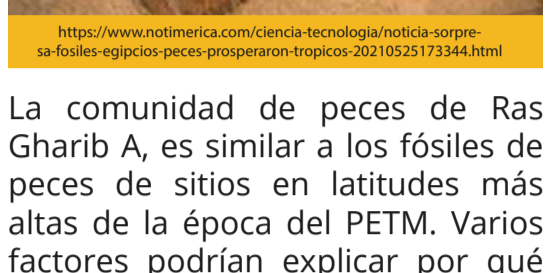 https://www.notimerica.com/ciencia-tecnologia/noticia-sorpre-
sa-fosiles-egipcios-peces-prosperaron-tropicos-20210525173344.html
La comunidad de peces de Ras
Gharib A, es similar a los fósiles de
peces de sitios en latitudes más
altas de la época del PETM. Varios
factores podrían explicar por qué